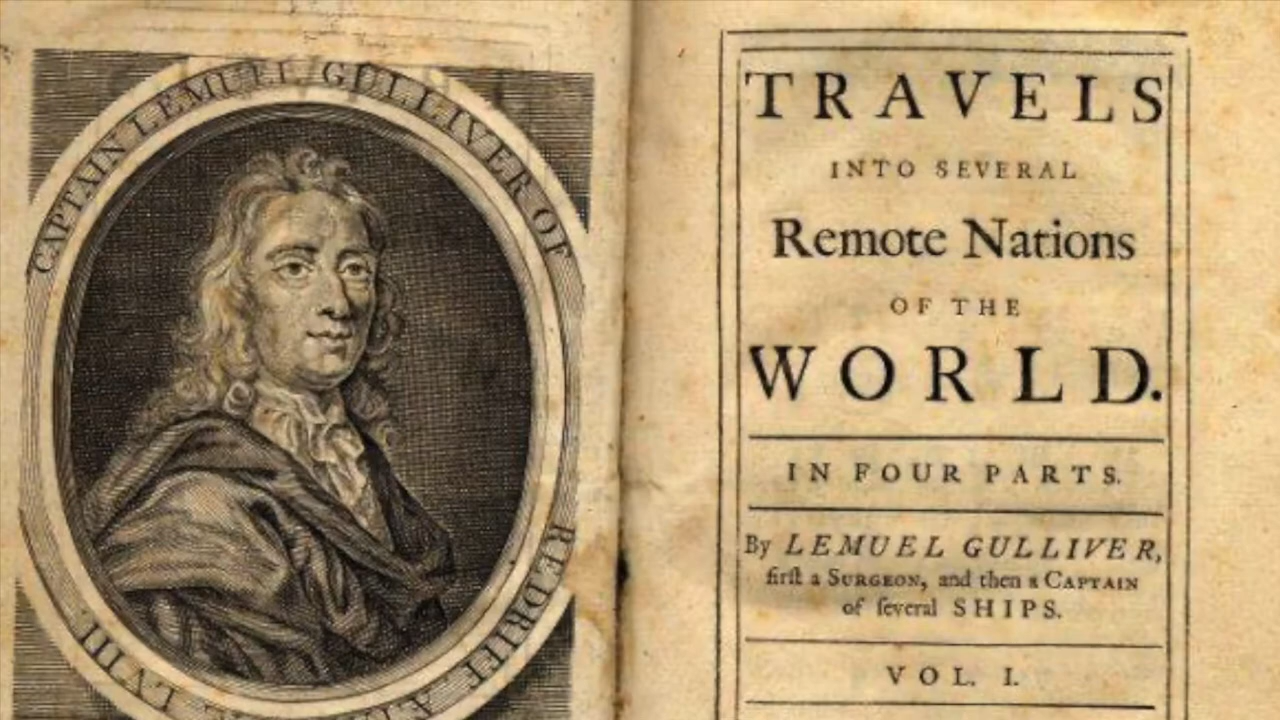 CAPTAIN LEMUEL GULLIVER OF
REDRIFF
LVIII
TRAVELS
INTO SEVERAL
Remote Nations
OF THE
WORLD.
IN FOUR PARTS.
By LEMUEL GULLIVER,
firſt a SURGEON, and then a CAPTAIN
of ſeveral SHIPS.
VOL. I.